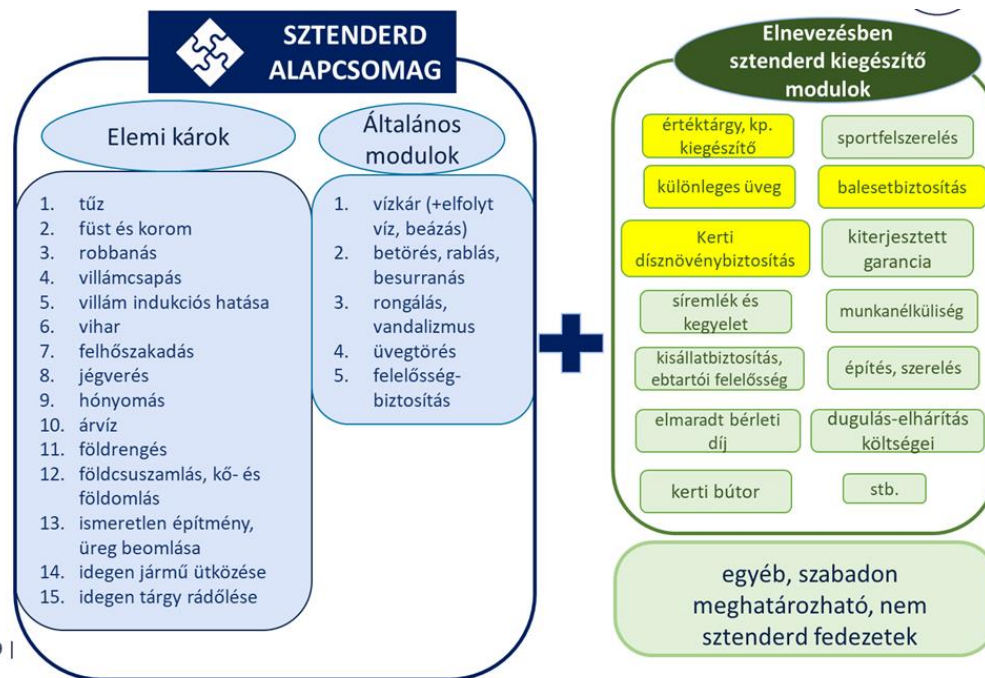 SZTENDERD
ALAPCSOMAG
Elemi károk
1. tűz
2. füst és korom
3. robbanás
4. villámcsapás
5. villám indukciós hatása
6. vihar
7. felhőszakadás
8. jégverés
9. hónyomás
10. árvíz
11. földrengés
12. földcsuszamlás, kő- és
földomlás
13. ismeretlen építmény,
üreg beomlása
14. idegen jármű ütközése
15. idegen tárgy rádőlése
Általános
modulok
1. vízkár (+elfolyt
víz, beázás)
2. betörés, rablás,
besurranás
3. rongálás,
vandalizmus
4. üvegtörés
5. felelősség-
biztosítás
Elnevezésben
sztenderd kiegészítő
modulok
értéktárgy, kp.
kiegészítő
sportfelszerelés
különleges üveg
balesetbiztosítás
Kerti
dísznövénybiztosítás
kiterjesztett
garancia
síremlék és
kegyelet
munkanélküliség
kisállatbiztosítás,
ebtartói felelősség
építés, szerelés
elmaradt bérleti
díj
dugulás-elhárítás
költségei
kerti bútor
stb.
egyéb, szabadon
meghatározható, nem
sztenderd fedezetek